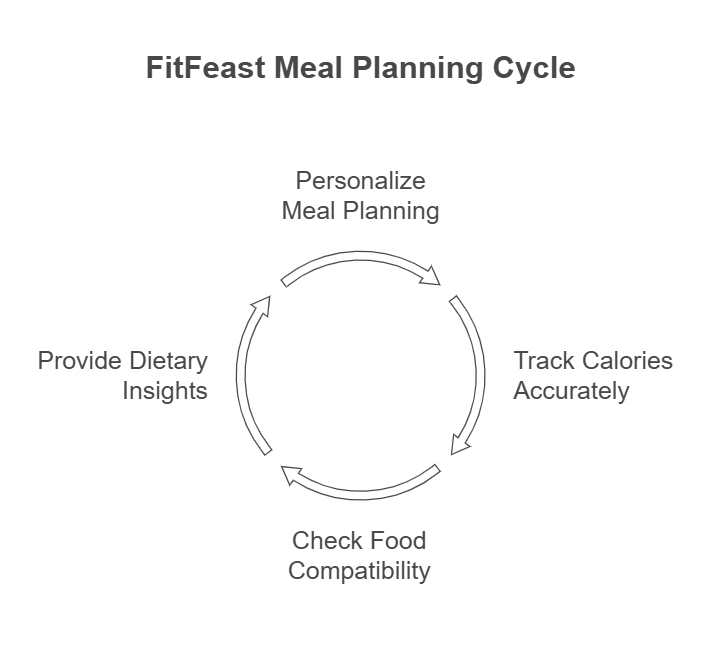 FitFeast Meal Planning Cycle
Personalize
Meal Planning
Track Calories
Accurately
Check Food
Compatibility
Provide Dietary
Insights